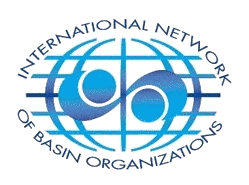 INTERNATIONAL NETWORK
OF BASIN ORGANIZATIONS